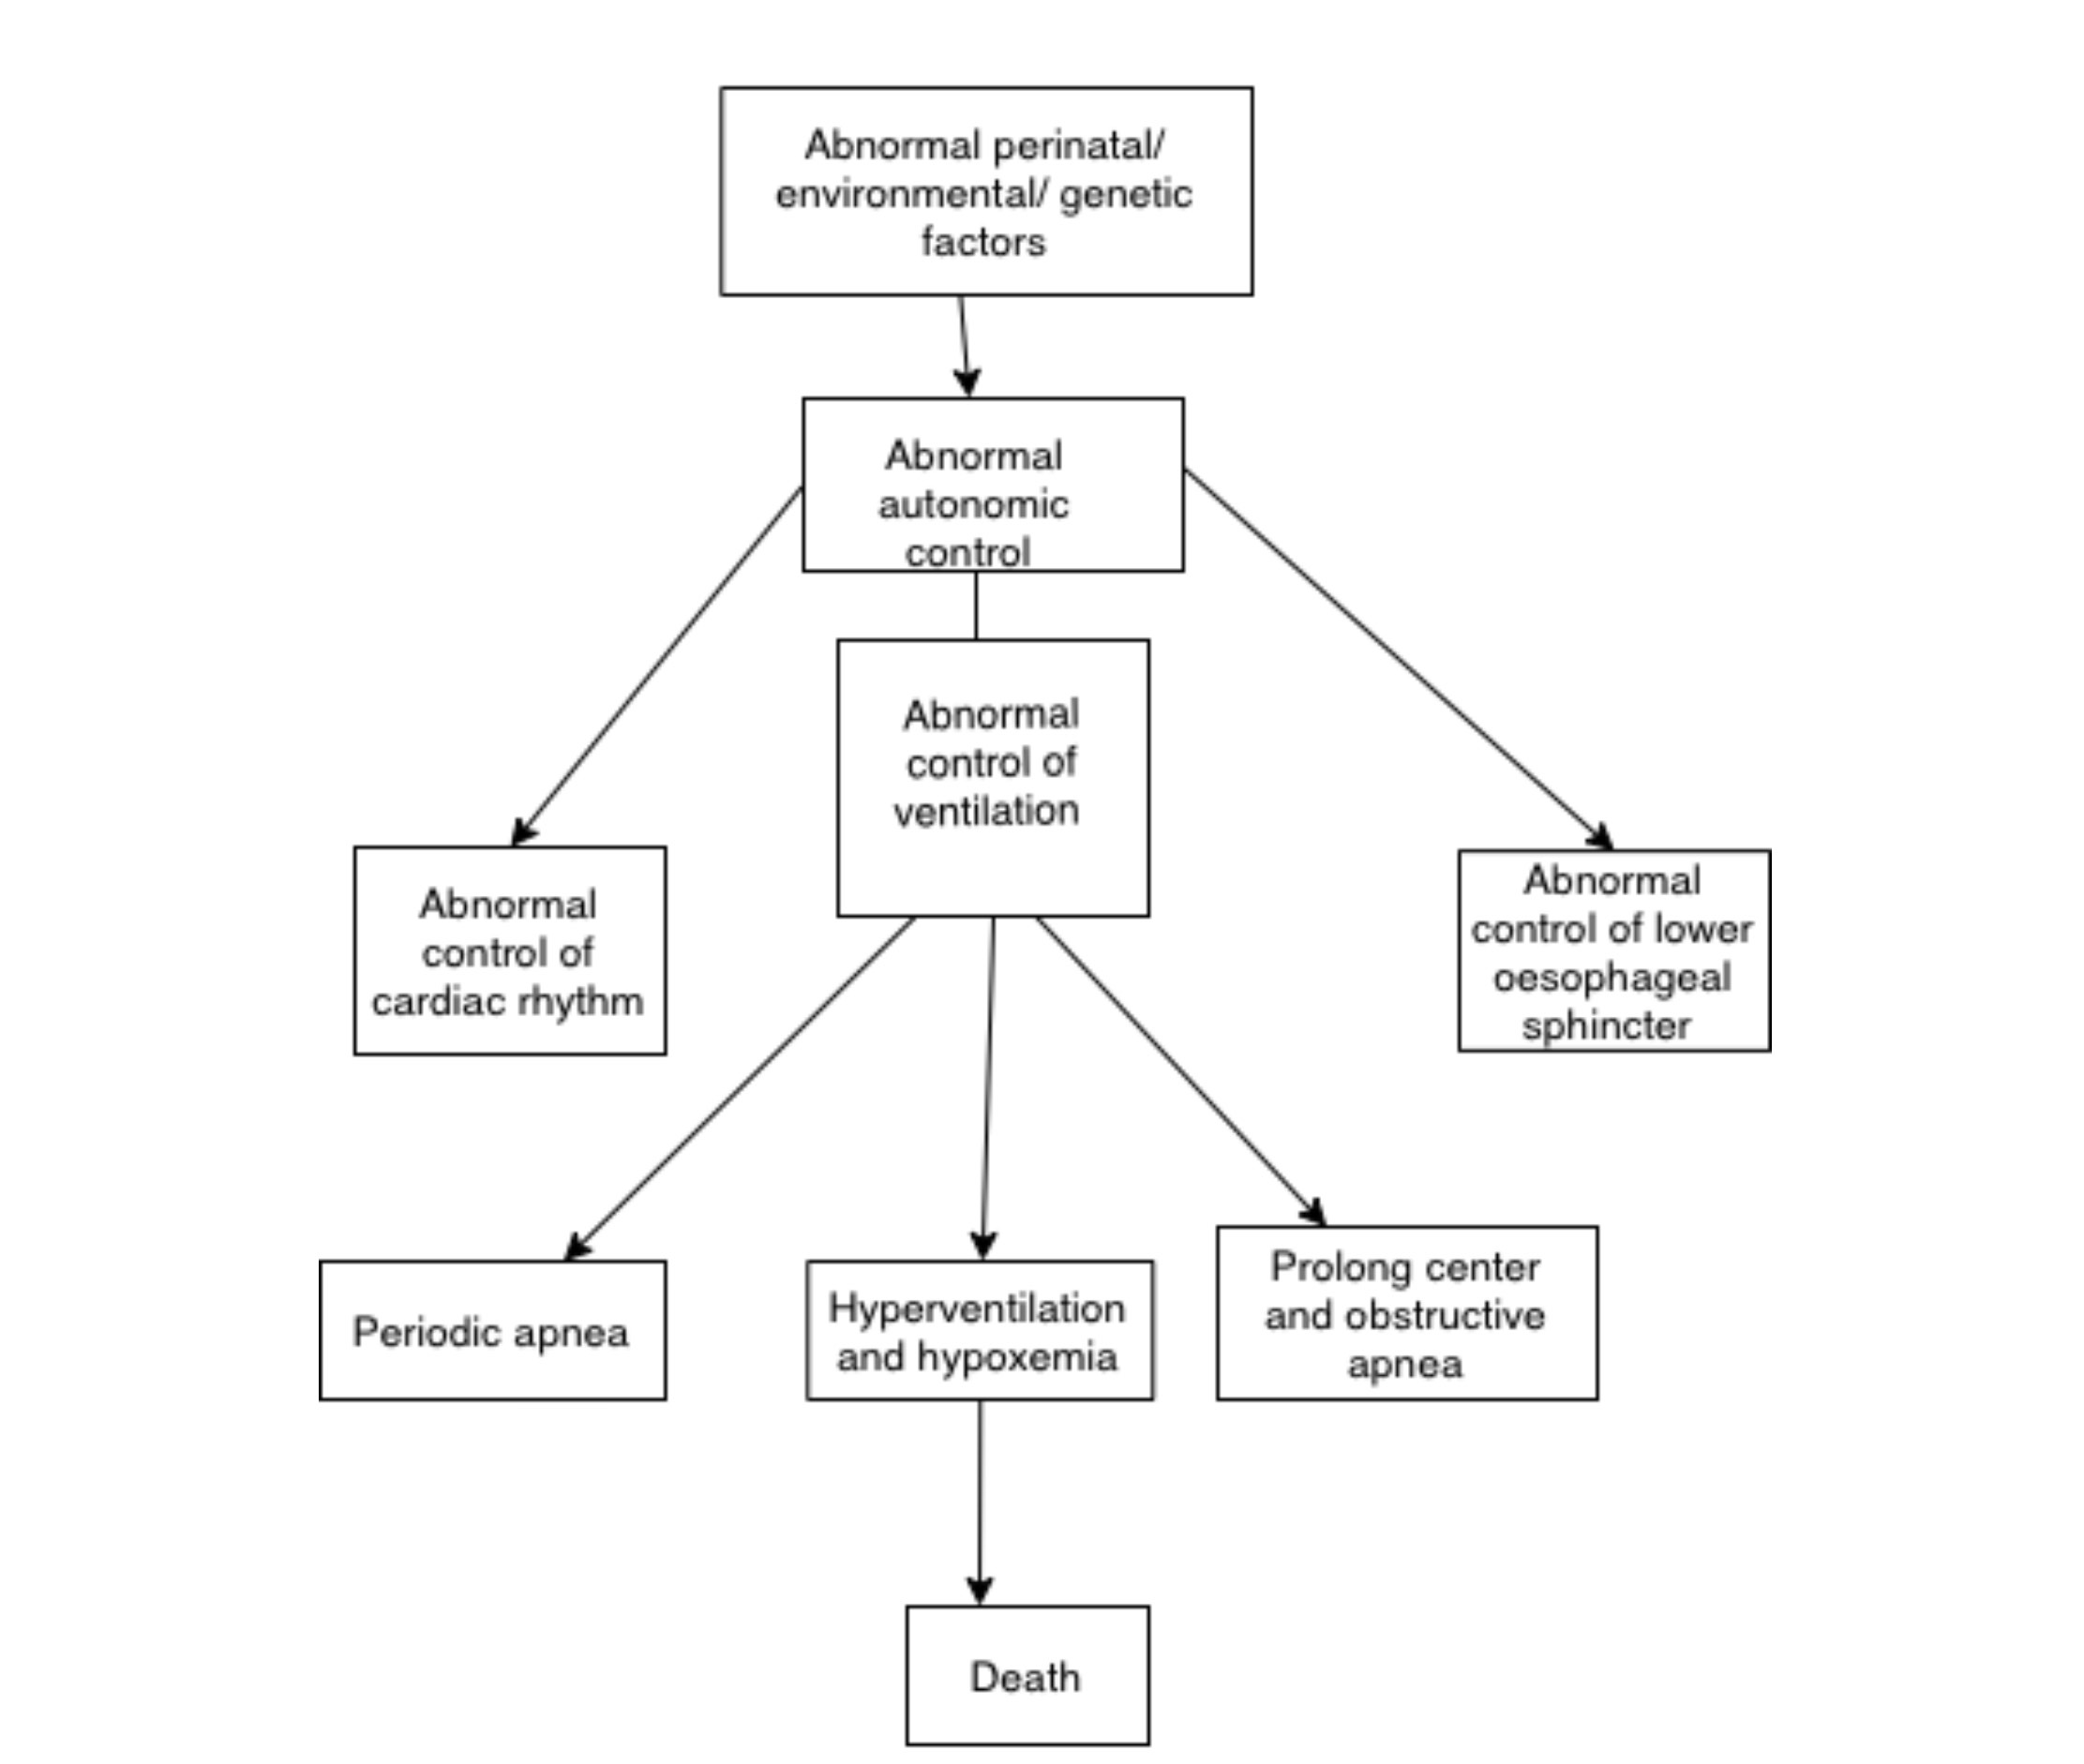 Abnormal perinatal/
environmental/ genetic
factors
Abnormal
autonomic
control
Abnormal
control of
ventilation
Abnormal
control of
cardiac rhythm
Abnormal
control of lower
oesophageal
sphincter
Periodic apnea
Hyperventilation
and hypoxemia
Prolong center
and obstructive
apnea
Death